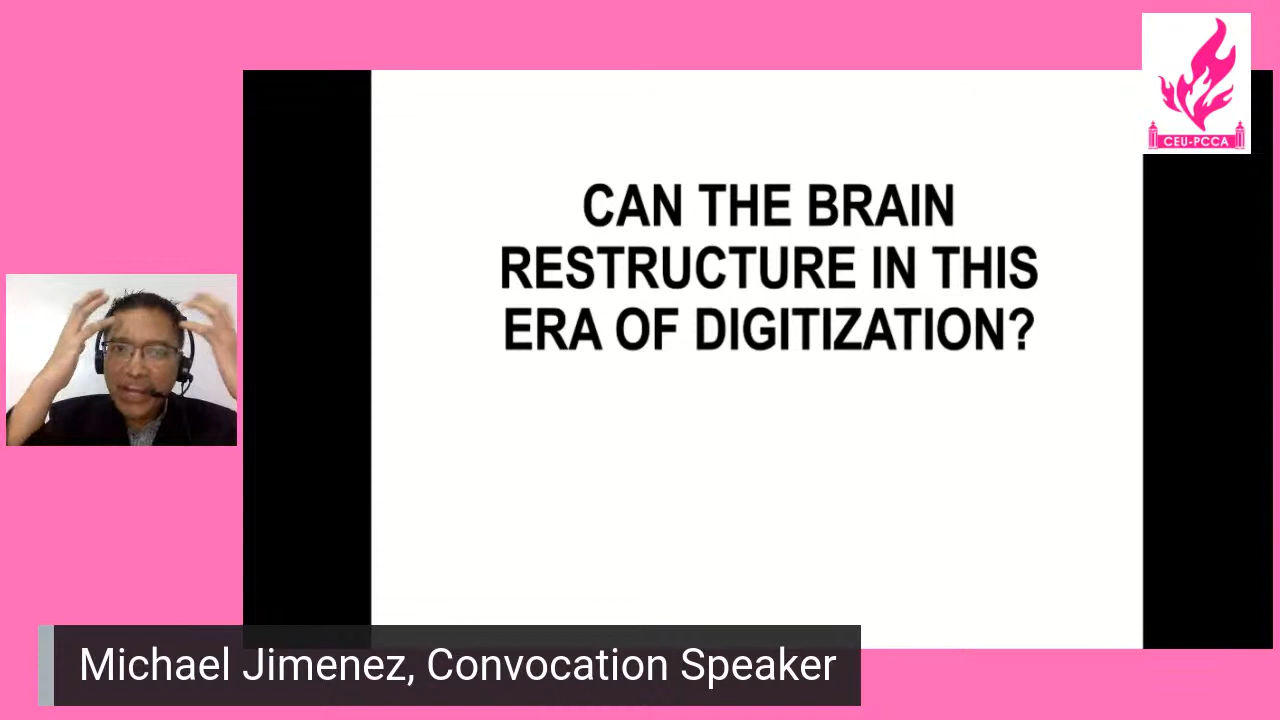 CEU-PCCA
CAN THE BRAIN
RESTRUCTURE IN THIS
ERA OF DIGITIZATION?
Michael Jimenez, Convocation Speaker